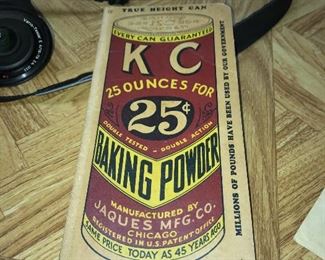 TRUE HEIGHT CAN
EVERY CAN GUARANTEED
K C
25 OUNCES FOR
25¢
DOUBLE TESTED - DOUBLE ACTION
BAKING POWDER
MANUFACTURED BY
JAQUES MFG. CO.
CHICAGO
REGISTERED IN U.S. PATENT OFFICE
SAME PRICE TODAY AS 45 YEARS AGO
MILLIONS OF POUNDS HAVE BEEN USED BY OUR GOVERNMENT